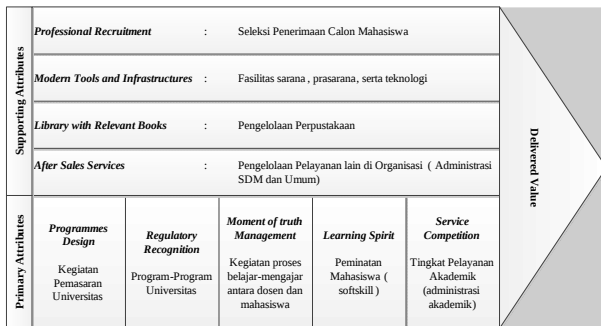 Supporting Attributes
Professional Recruitment : Seleksi Penerimaan Calon Mahasiswa
Modern Tools and Infrastructures : Fasilitas sarana , prasarana, serta teknologi
Library with Relevant Books : Pengelolaan Perpustakaan
After Sales Services : Pengelolaan Pelayanan lain di Organisasi ( Administrasi
SDM dan Umum)
Primary Attributes
Programmes
Design
Kegiatan
Pemasaran
Universitas
Regulatory
Recognition
Program-Program
Universitas
Moment of truth
Management
Kegiatan proses
belajar-mengajar
antara dosen dan
mahasiswa
Learning Spirit
Peminatan
Mahasiswa (
softskill )
Service
Competition
Tingkat Pelayanan
Akademik
(administrasi
akademik)
Delivered Value